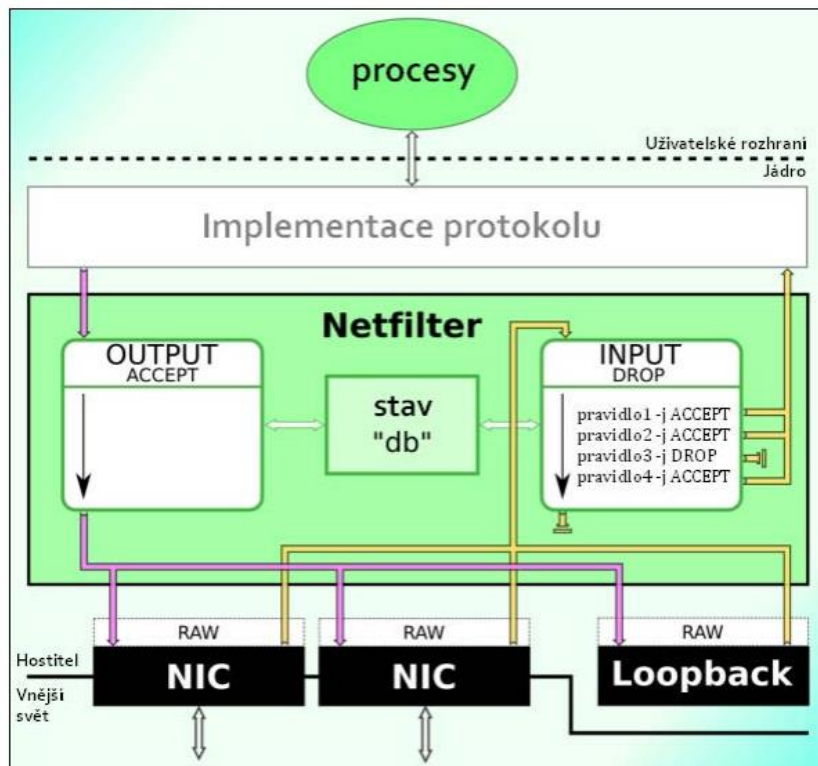 procesy
Uživatelské rozhraní
Jádro
Implementace protokolu
Netfilter
OUTPUT
ACCEPT
stav
"db"
INPUT
DROP
pravidlo1 -j ACCEPT
pravidlo2 -j ACCEPT
pravidlo3 -j DROP
pravidlo4 -j ACCEPT
RAW
RAW
RAW
Hostitel
Vnější
svět
NIC
NIC
Loopback